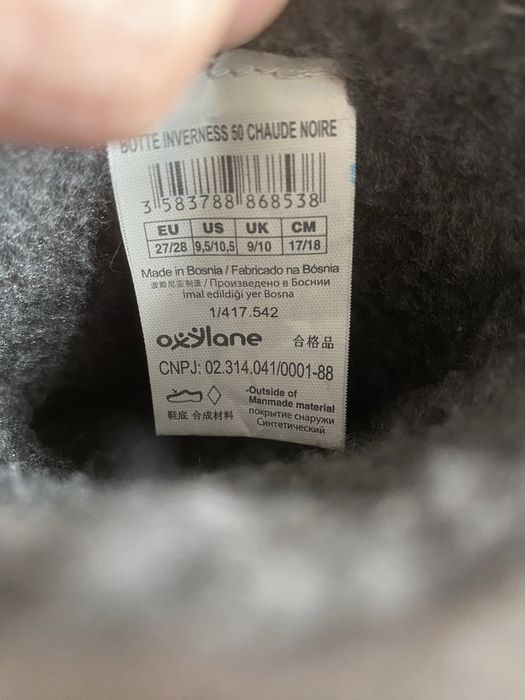 BOTTE INVERNESS 50 CHAUDE NOIRE
3 583788 868538
EU US UK CM
27/28 9,5/10,5 9/10 17/18
Made in Bosnia / Fabricado na Bósnia
波斯尼亚制造 / Произведено в Боснии
Imal edildiği yer Bosna
1/417.542
oxylane 合格品
CNPJ: 02.314.041/0001-88
-Outside of
Manmade material
鞋底 合成材料 покрытие снаружи
Синтетический